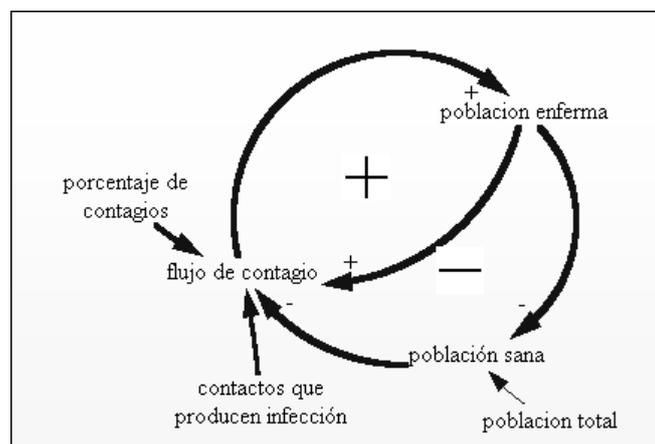 +
poblacion enferma
+
porcentaje de
contagios
flujo de contagio
+
−
-
-
población sana
contactos que
producen infección
poblacion total